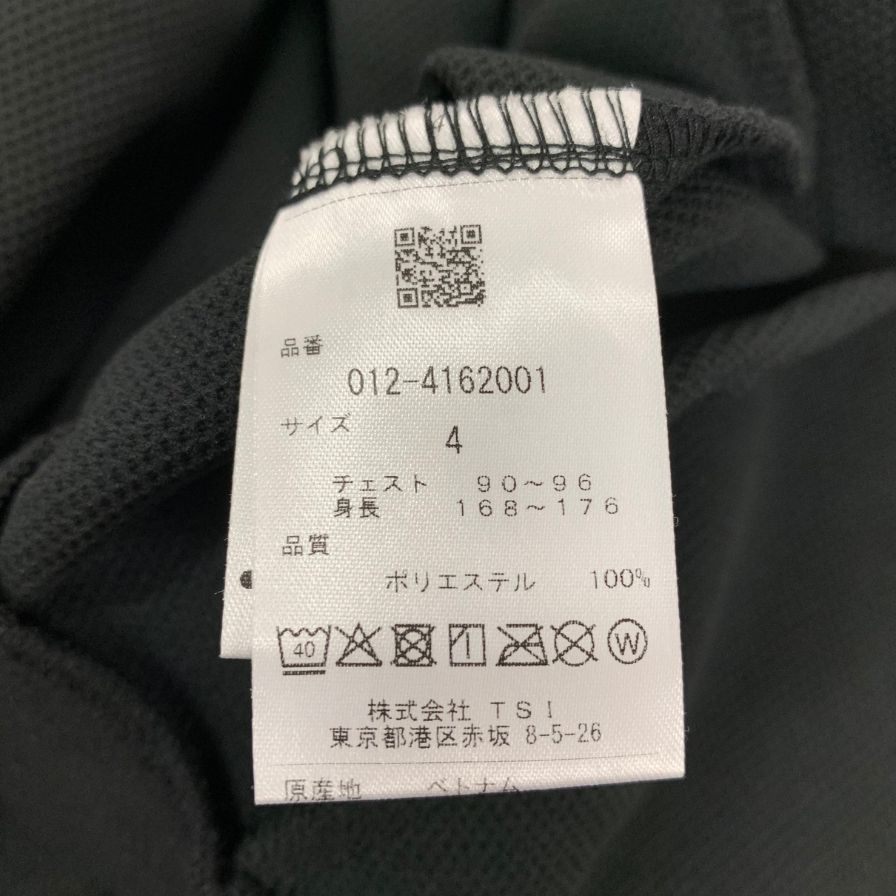 品番
012-4162001
サイズ
4
チェスト 90～96
身長 168～176
品質
ポリエステル 100%
40
株式会社 TSI
東京都港区赤坂 8-5-26
原産地 ベトナム